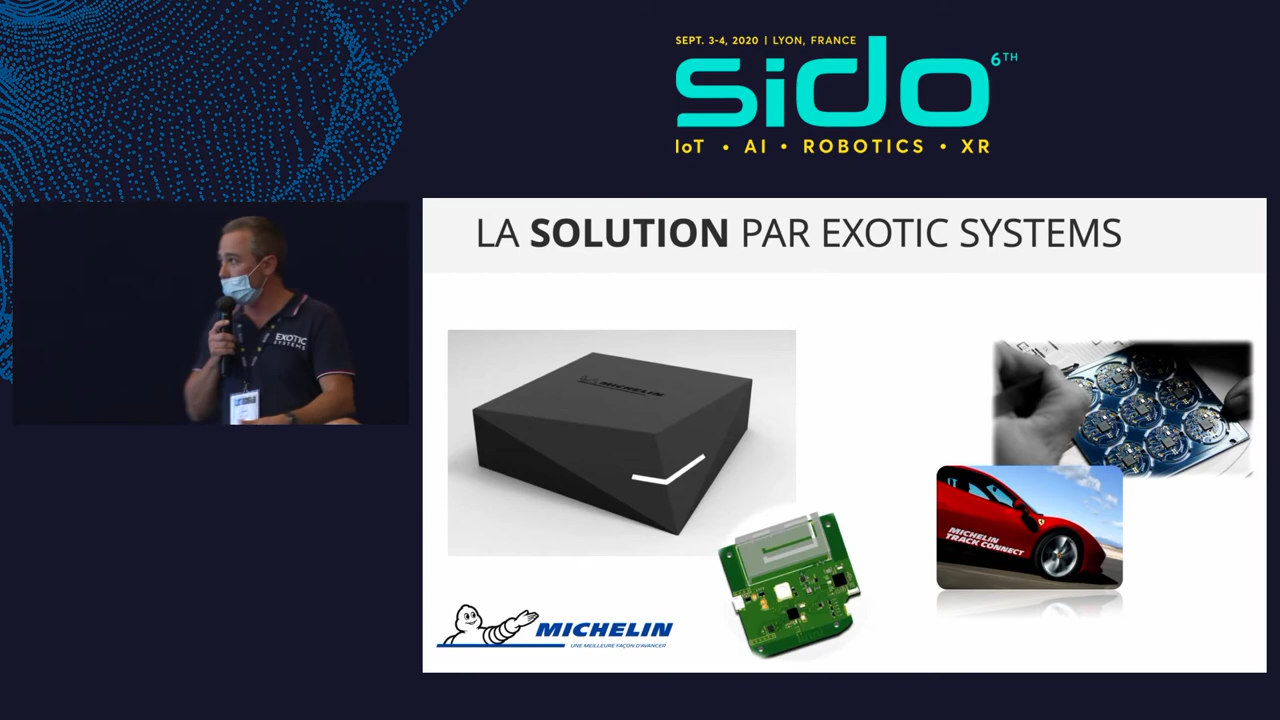 SEPT. 3-4, 2020 | LYON, FRANCE
sido 6TH
IoT • AI • ROBOTICS • XR
LA SOLUTION PAR EXOTIC SYSTEMS
EXOTIC
SYSTEMS
MICHELIN
MICHELIN
TRACK CONNECT
MICHELIN
UNE MEILLEURE FAÇON D'AVANCER